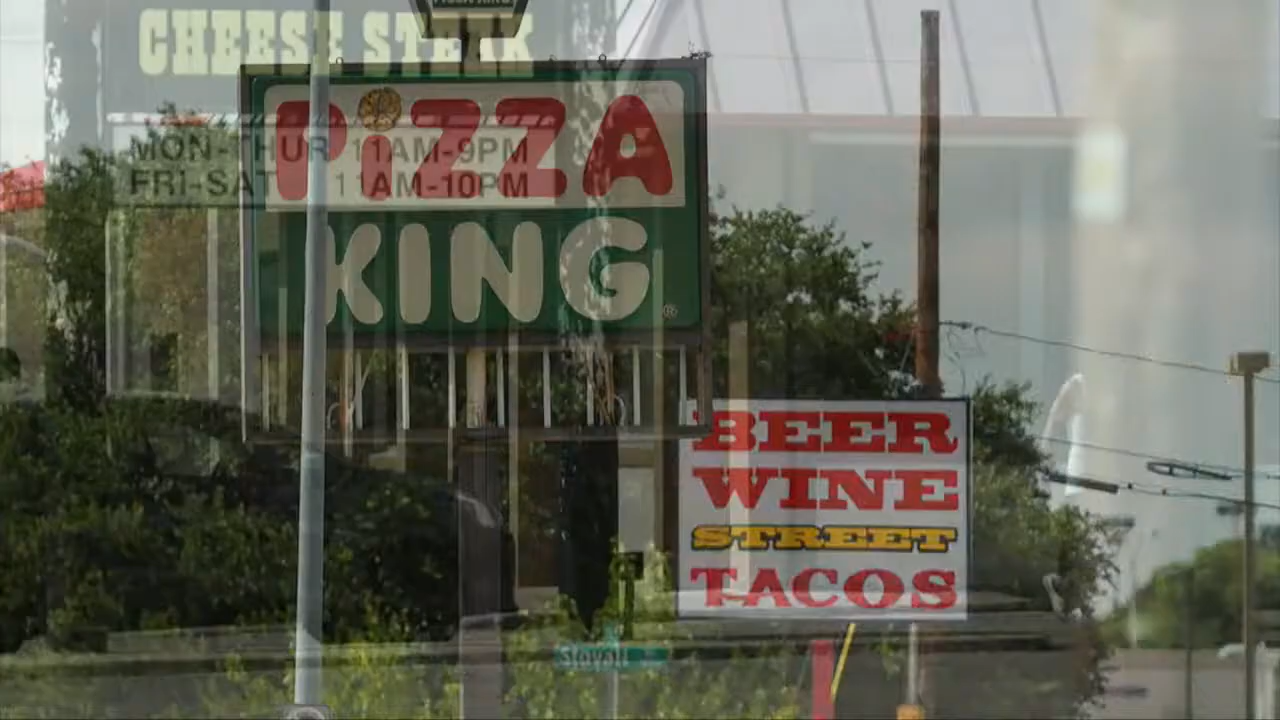 CHEESE STEAK
PiZZA
MON-THUR 11AM-9PM
FRI-SAT 11AM-10PM
KING
®
BEER
WINE
STREET
TACOS
Stovall